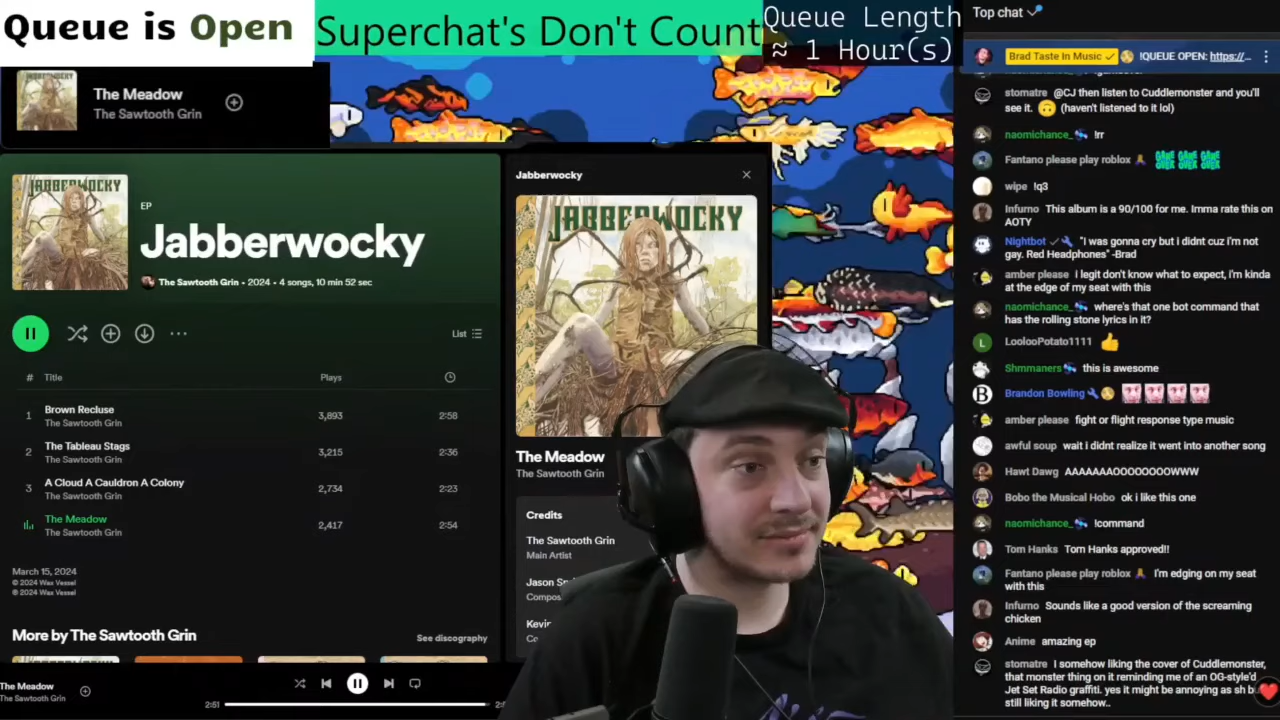 Queue is Open
Superchat's Don't Count
Queue Length
≈ 1 Hour(s)
The Meadow
The Sawtooth Grin
JABBERWOCKY
EP
Jabberwocky
The Sawtooth Grin • 2024 • 4 songs, 10 min 52 sec
List
# Title Plays
1 Brown Recluse 3,893 2:58
The Sawtooth Grin
2 The Tableau Stags 3,215 2:36
The Sawtooth Grin
3 A Cloud A Cauldron A Colony 2,734 2:23
The Sawtooth Grin
The Meadow 2,417 2:54
The Sawtooth Grin
March 15, 2024
© 2024 Wax Vessel
℗ 2024 Wax Vessel
More by The Sawtooth Grin
See discography
The Meadow
The Sawtooth Grin
2:51
Jabberwocky
JABBERWOCKY
The Meadow
The Sawtooth Grin
Credits
The Sawtooth Grin
Main Artist
Jason
Compos
Kevin
Top chat
Brad Taste In Music !QUEUE OPEN: https://...
stomatre @CJ then listen to Cuddlemonster and you'll
see it. (haven't listened to it lol)
naomichance_ !rr
Fantano please play roblox GAME OVER GAME OVER GAME OVER
wipe !q3
Infumo This album is a 90/100 for me. Imma rate this on
AOTY
Nightbot "I was gonna cry but i didnt cuz i'm not
gay. Red Headphones" -Brad
amber please i legit don't know what to expect, i'm kinda
at the edge of my seat with this
naomichance_ where's that one bot command that
has the rolling stone lyrics in it?
LoolooPotato1111
Shmmaners this is awesome
Brandon Bowling
amber please fight or flight response type music
awful soup wait i didnt realize it went into another song
Hawt Dawg AAAAAAAOOOOOOOOWWW
Bobo the Musical Hobo ok i like this one
naomichance_ !command
Tom Hanks Tom Hanks approved!!
Fantano please play roblox I'm edging on my seat
with this
Infumo Sounds like a good version of the screaming
chicken
Anime amazing ep
stomatre I somehow liking the cover of Cuddlemonster,
that monster thing on it reminding me of an OG-style'd
Jet Set Radio graffiti. yes it might be annoying as sh
still liking it somehow..